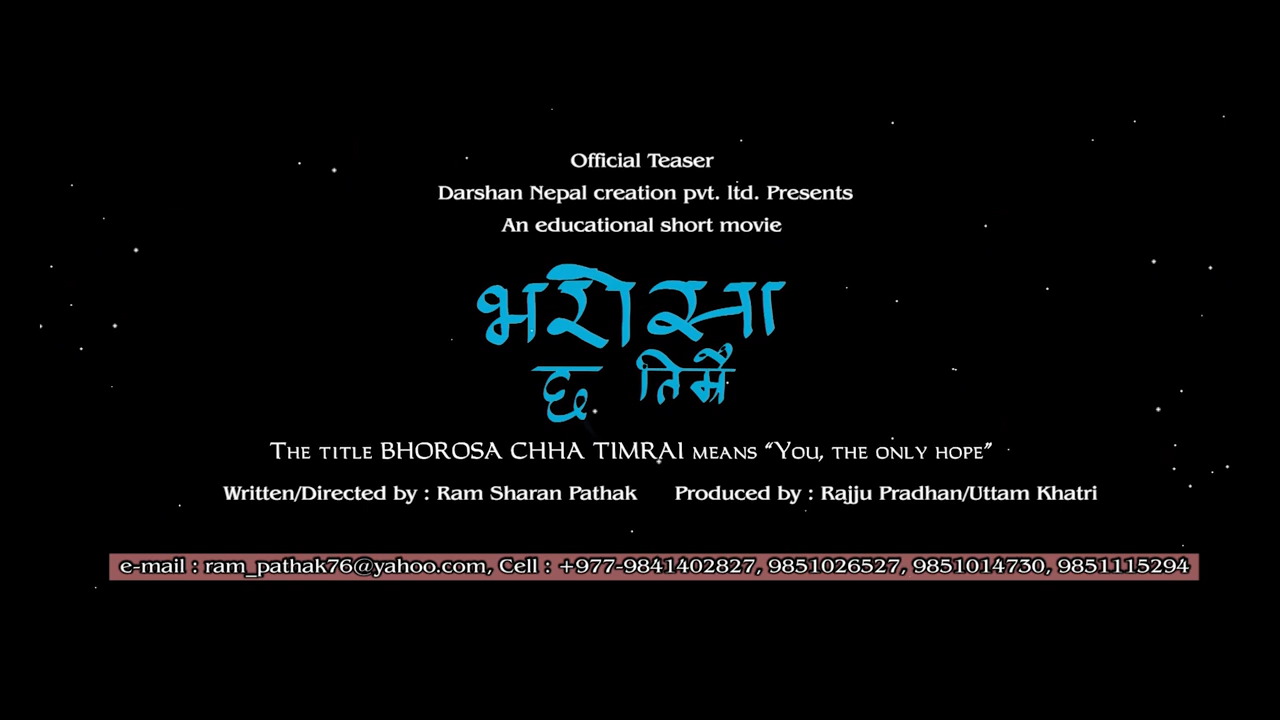 Official Teaser
Darshan Nepal creation pvt. ltd. Presents
An educational short movie
भरोसा
छ तिम्रै
The title BHOROSA CHHA TIMRAI means “You, the only hope”
Written/Directed by : Ram Sharan Pathak Produced by : Rajju Pradhan/Uttam Khatri
e-mail : ram_pathak76@yahoo.com, Cell : +977-9841402827, 9851026527, 9851014730, 9851115294